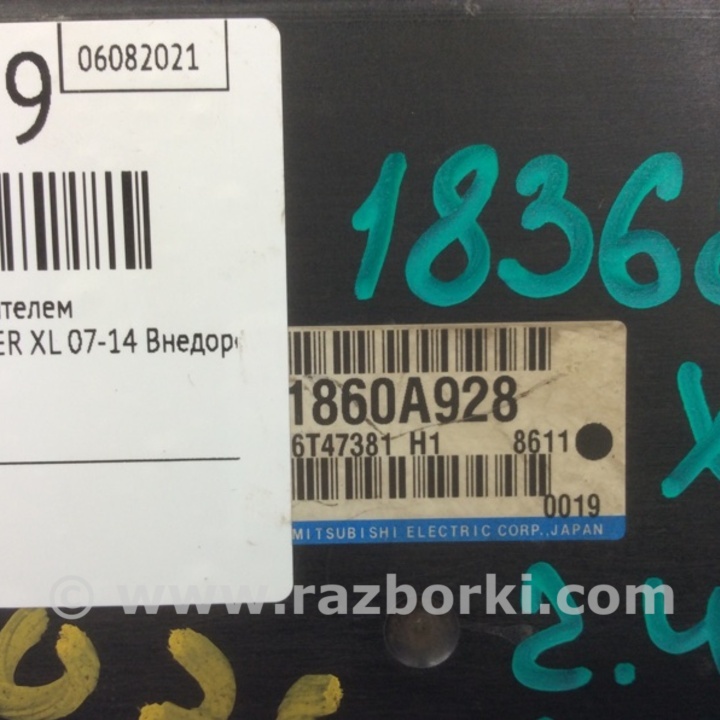 9
06082021
1836
ителем
ER XL 07-14 Внедор
1860A928
6T47381 H1 8611
0019
MITSUBISHI ELECTRIC CORP., JAPAN
X
© www.razborki.com
2.4